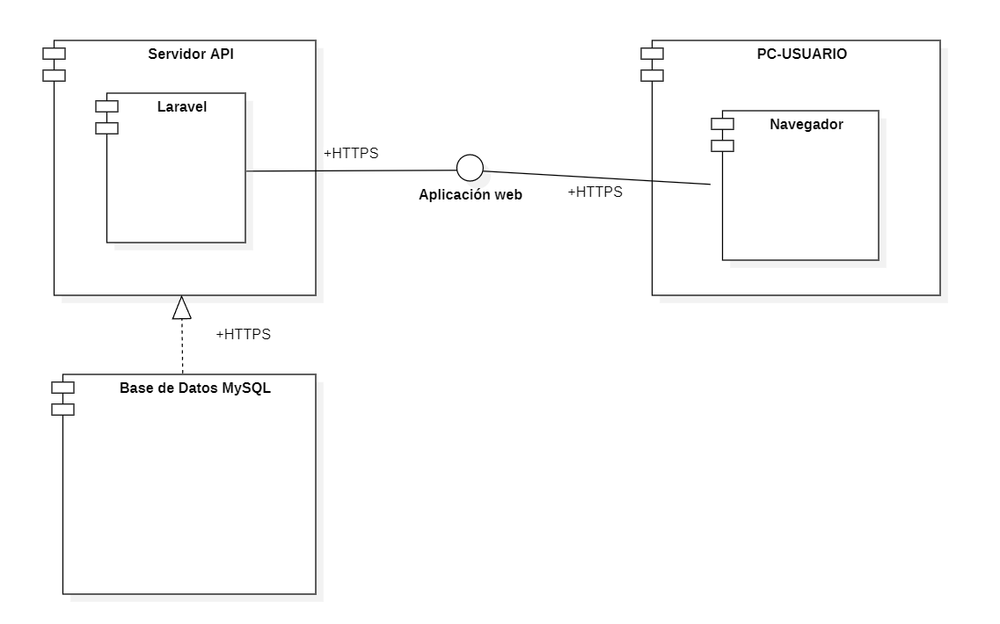 Servidor API
PC-USUARIO
Laravel
Navegador
+HTTPS
Aplicación web
+HTTPS
+HTTPS
Base de Datos MySQL